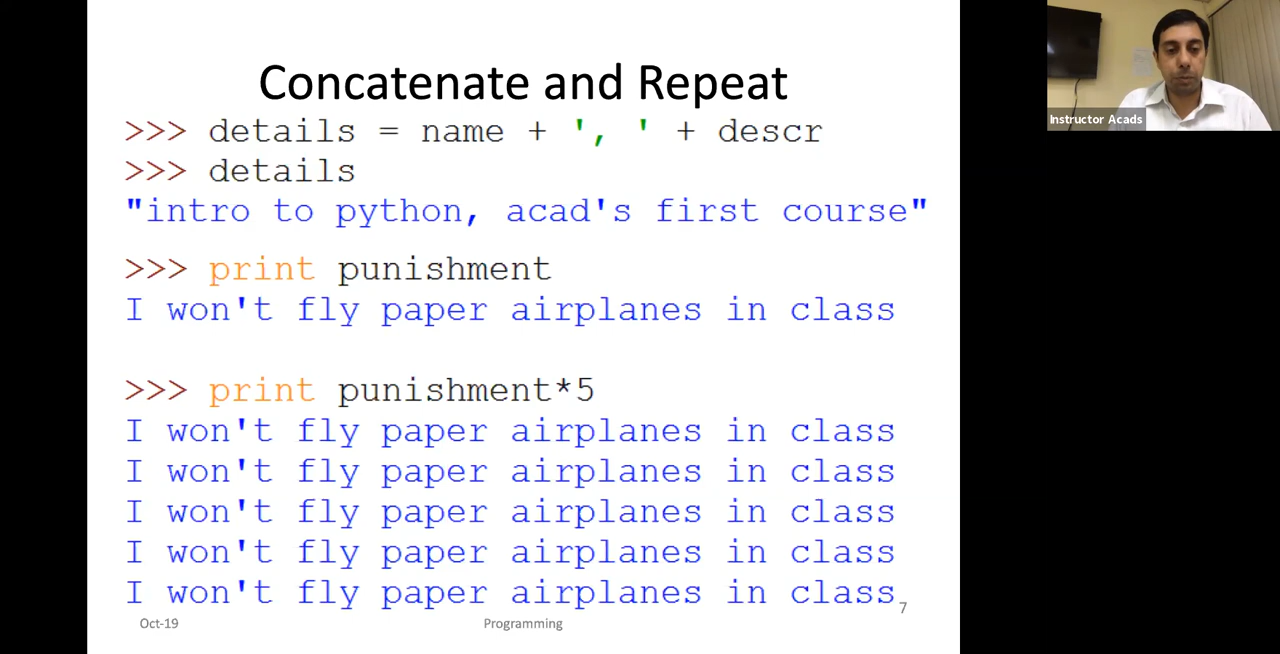 Concatenate and Repeat
>>> details = name + ', ' + descr
>>> details
"intro to python, acad's first course"
>>> print punishment
I won't fly paper airplanes in class
>>> print punishment*5
I won't fly paper airplanes in class
I won't fly paper airplanes in class
I won't fly paper airplanes in class
I won't fly paper airplanes in class
I won't fly paper airplanes in class
7
Oct-19
Programming
Instructor Acads